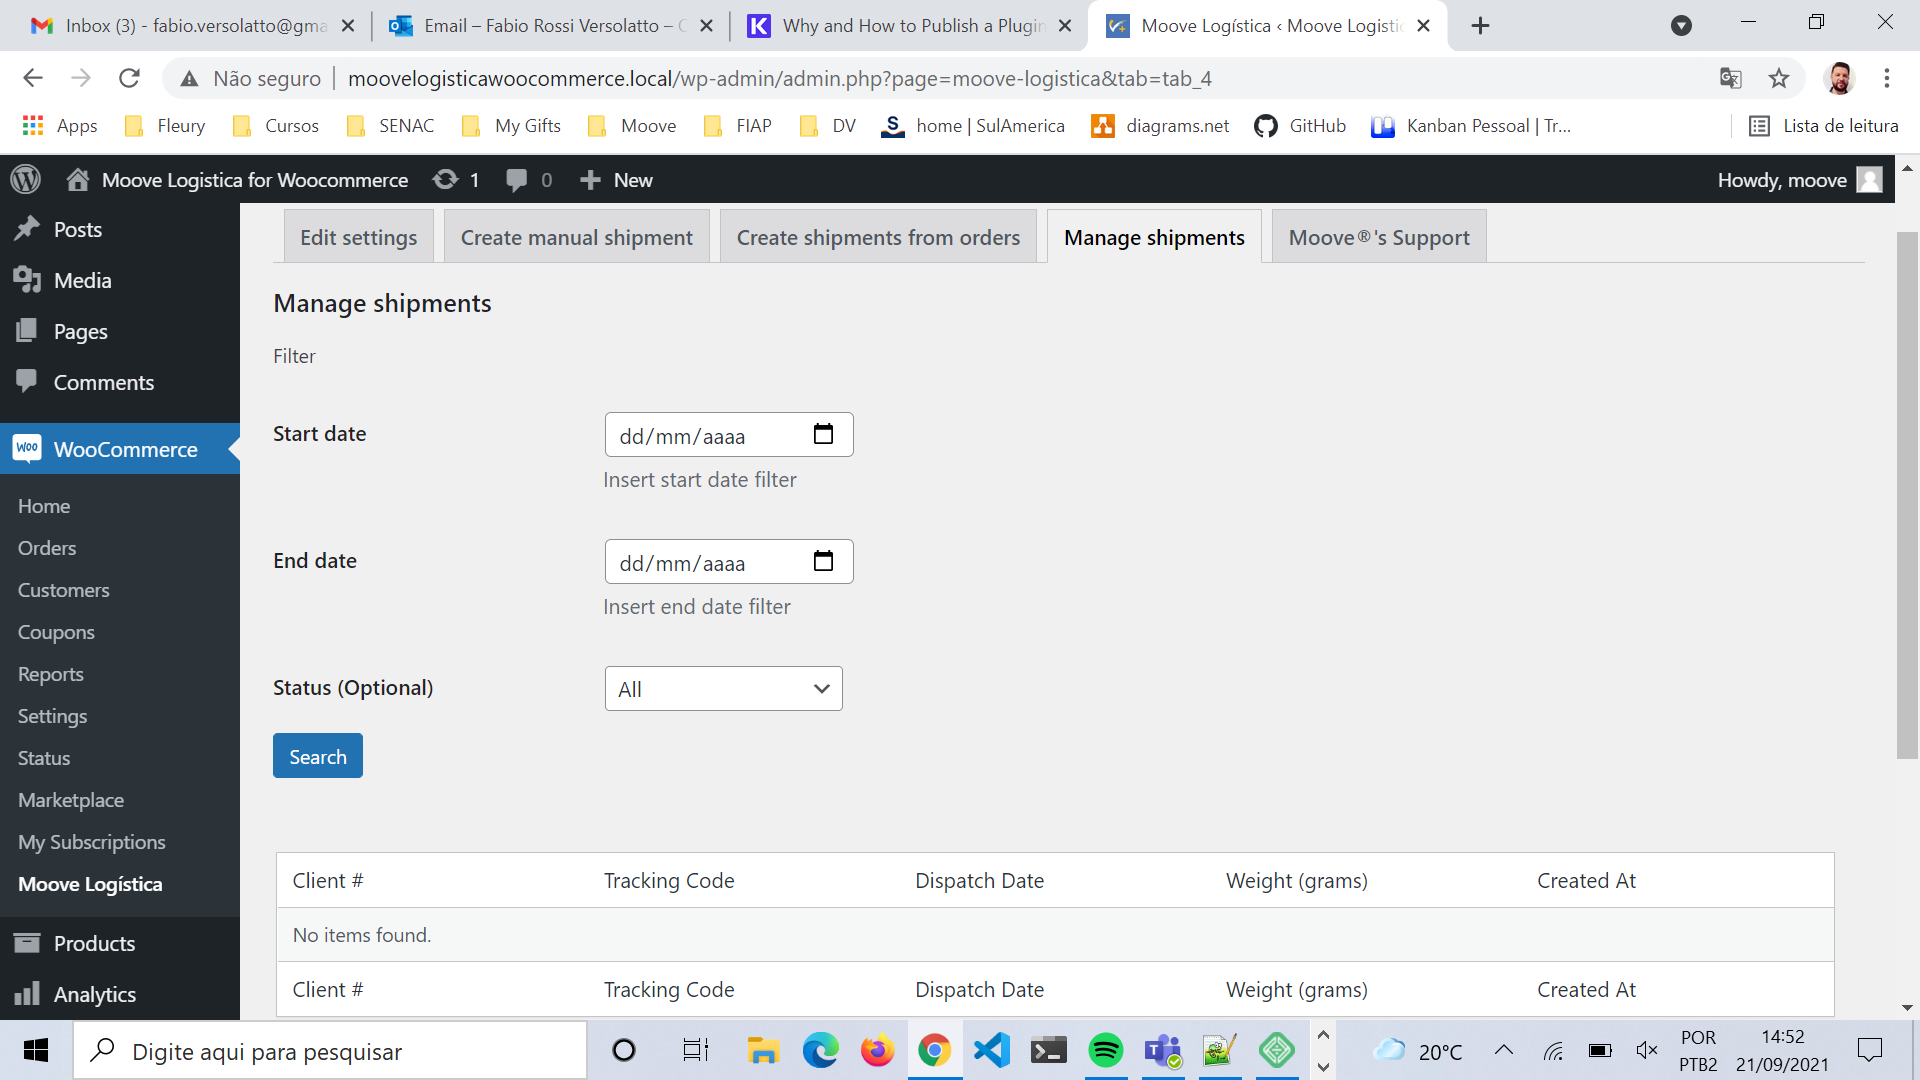 Inbox (3) - fabio.versolatto@gma
Email – Fabio Rossi Versolatto – 
Why and How to Publish a Plugin
Moove Logística ‹ Moove Logistic
Não seguro
moovelogisticawoocommerce.local/wp-admin/admin.php?page=moove-logistica&tab=tab_4
Apps
Fleury
Cursos
SENAC
My Gifts
Moove
FIAP
DV
home | SulAmerica
diagrams.net
GitHub
Kanban Pessoal | Tr...
Lista de leitura
Moove Logistica for Woocommerce
1
0
New
Howdy, moove
Posts
Media
Pages
Comments
WOO
WooCommerce
Home
Orders
Customers
Coupons
Reports
Settings
Status
Marketplace
My Subscriptions
Moove Logística
Products
Analytics
Edit settings
Create manual shipment
Create shipments from orders
Manage shipments
Moove®'s Support
Manage shipments
Filter
Start date
dd/mm/aaaa
Insert start date filter
End date
dd/mm/aaaa
Insert end date filter
Status (Optional)
All
Search
Client # Tracking Code Dispatch Date Weight (grams) Created At
No items found.
Client # Tracking Code Dispatch Date Weight (grams) Created At
Digite aqui para pesquisar
20°C
POR
PTB2
14:52
21/09/2021